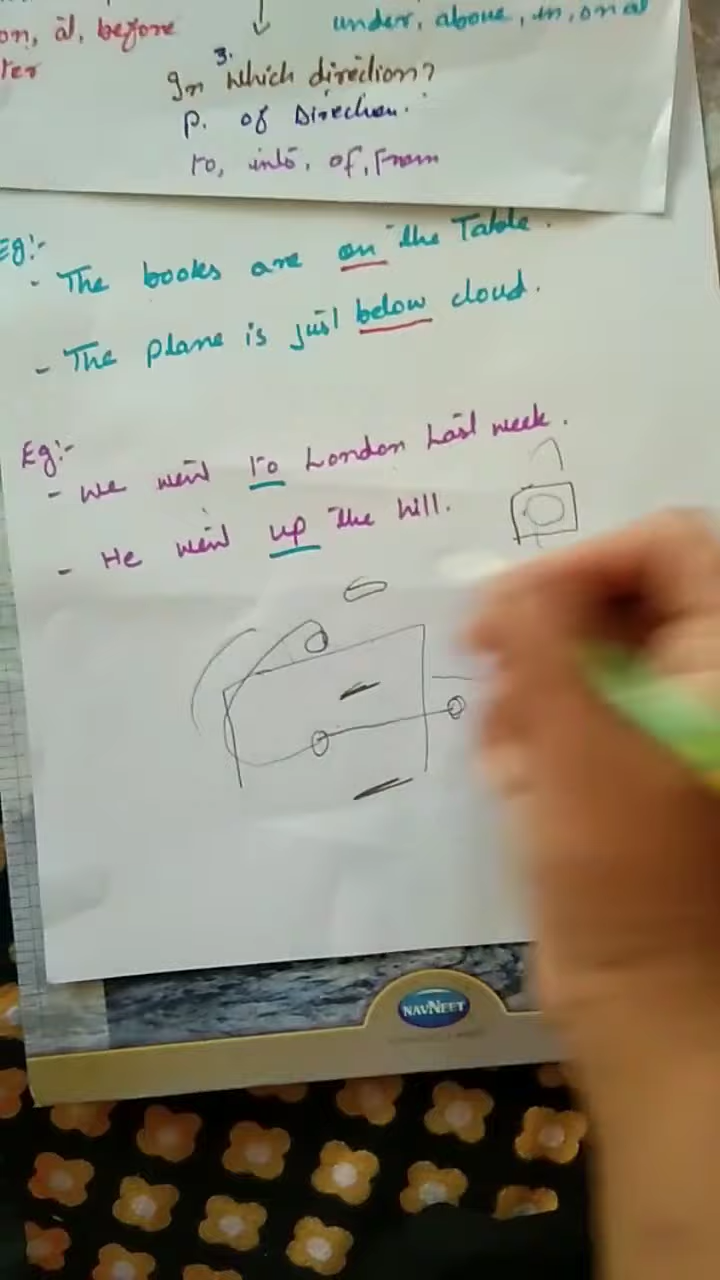 on, at, before
under, above, in, on at
ter
3.
In which direction?
P. of Direction.
to, into, of, From
Eg:-
- The books are on the Table.
- The plane is just below cloud.
Eg:-
- We went to London Last week.
- He went up the hill.
NAVNEET